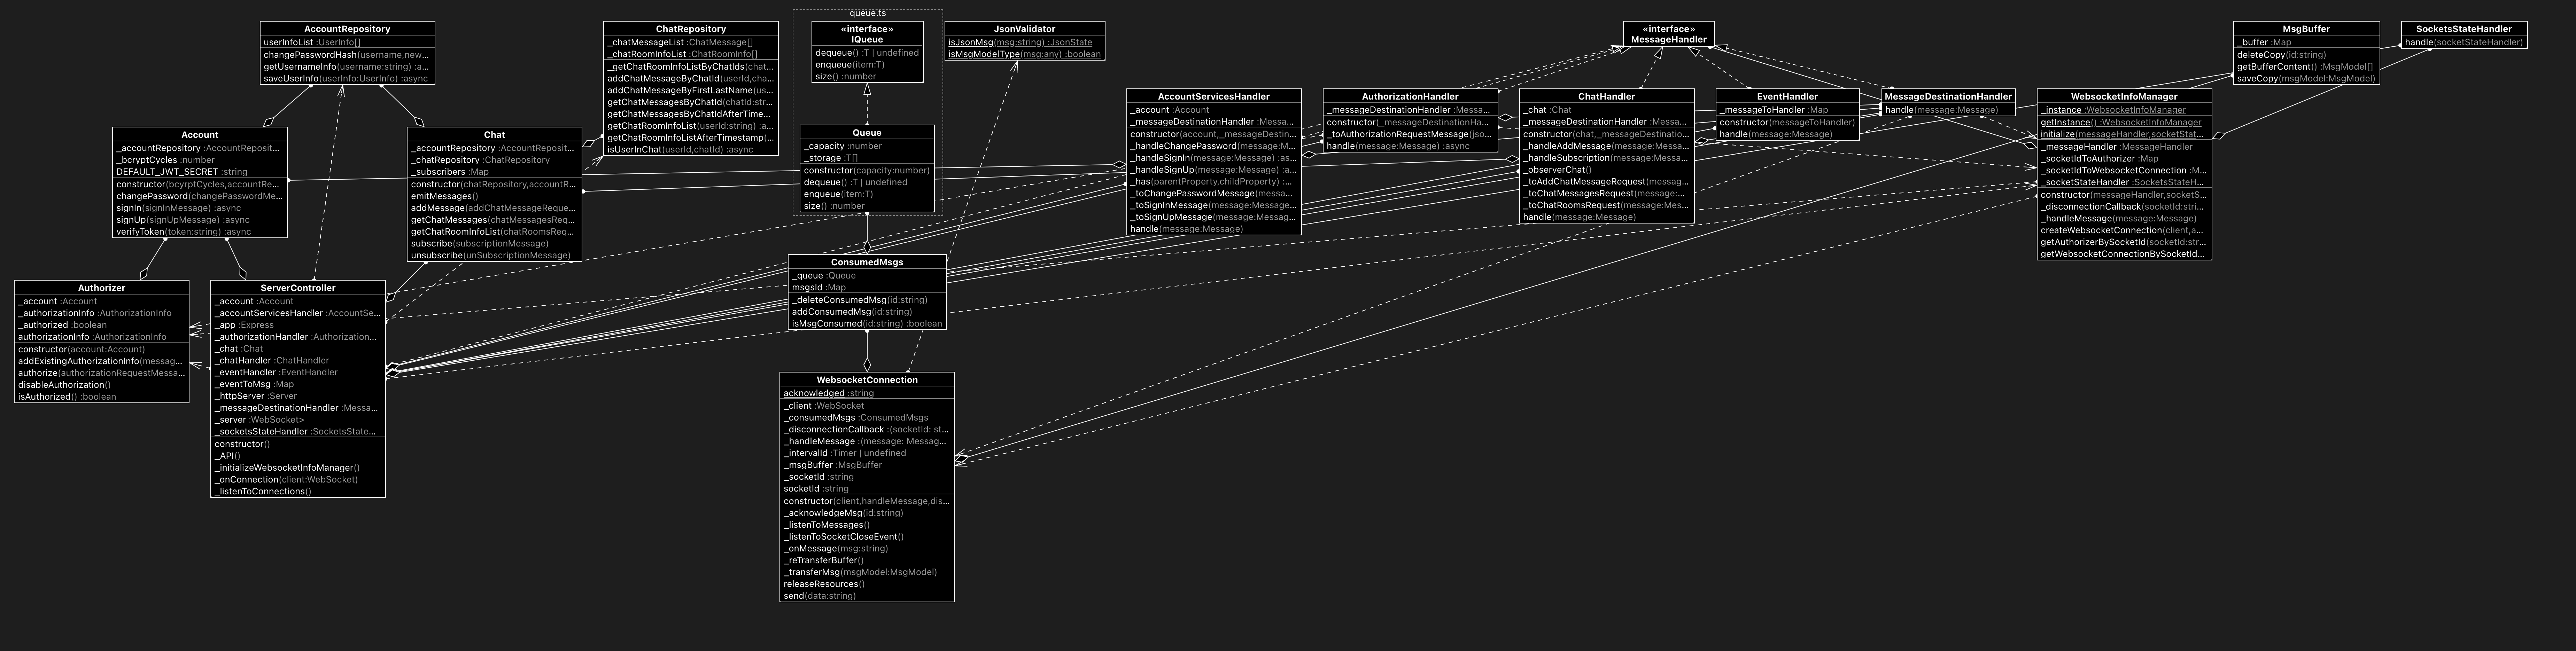 AccountRepository
userInfoList :UserInfo[]
changePasswordHash(username,new...
getUsernameInfo(username:string) :a...
saveUserInfo(userInfo:UserInfo) :async
ChatRepository
_chatMessageList :ChatMessage[]
_chatRoomInfoList :ChatRoomInfo[]
_getChatRoomInfoListByChatIds(chat...
addChatMessageByChatId(userId,cha...
addChatMessageByFirstLastName(us...
getChatMessagesByChatId(chatId:str...
getChatMessagesByChatIdAfterTime...
getChatRoomInfoList(userId:string) :a...
getChatRoomInfoListAfterTimestamp(...
isUserInChat(userId,chatId) :async
queue.ts
«interface»
IQueue
dequeue() :T | undefined
enqueue(item:T)
size() :number
JsonValidator
isJsonMsg(msg:string) :JsonState
isMsgModelType(msg:any) :boolean
«interface»
MessageHandler
MsgBuffer
_buffer :Map
deleteCopy(id:string)
getBufferContent() :MsgModel[]
saveCopy(msgModel:MsgModel)
SocketsStateHandler
handle(socketStateHandler)
Account
_accountRepository :AccountReposit...
_bcryptCycles :number
DEFAULT_JWT_SECRET :string
constructor(bcyrptCycles,accountRe...
changePassword(changePasswordMe...
signIn(signInMessage) :async
signUp(signUpMessage) :async
verifyToken(token:string) :async
Chat
_accountRepository :AccountReposit...
_chatRepository :ChatRepository
_subscribers :Map
constructor(chatRepository,accountR...
emitMessages()
addMessage(addChatMessageReque...
getChatMessages(chatMessagesReq...
getChatRoomInfoList(chatRoomsReq...
subscribe(subscriptionMessage)
unsubscribe(unSubscriptionMessage)
Queue
_capacity :number
_storage :T[]
constructor(capacity:number)
dequeue() :T | undefined
enqueue(item:T)
size() :number
AccountServicesHandler
_account :Account
_messageDestinationHandler :Messa...
constructor(account,_messageDestin...
_handleChangePassword(message:M...
_handleSignIn(message:Message) :as...
_handleSignUp(message:Message) :a...
_has(parentProperty,childProperty) :...
_toChangePasswordMessage(messa...
_toSignInMessage(message:Message...
_toSignUpMessage(message:Messag...
handle(message:Message)
AuthorizationHandler
_messageDestinationHandler :Messa...
constructor(_messageDestinationHa...
_toAuthorizationRequestMessage(jso...
handle(message:Message) :async
ChatHandler
_chat :Chat
_messageDestinationHandler :Messa...
constructor(chat,_messageDestinatio...
_handleAddMessage(message:Messa...
_handleSubscription(message:Messa...
_observerChat()
_toAddChatMessageRequest(messag...
_toChatMessagesRequest(message:...
_toChatRoomsRequest(message:Mes...
handle(message:Message)
EventHandler
_messageToHandler :Map
constructor(messageToHandler)
handle(message:Message)
MessageDestinationHandler
handle(message:Message)
WebsocketInfoManager
_instance :WebsocketInfoManager
getInstance() :WebsocketInfoManager
initialize(messageHandler,socketStat...
_messageHandler :MessageHandler
_socketIdToAuthorizer :Map
_socketIdToWebsocketConnection :M...
_socketStateHandler :SocketsStateH...
constructor(messageHandler,socketS...
_disconnectionCallback(socketId:stri...
_handleMessage(message:Message)
createWebsocketConnection(client,a...
getAuthorizerBySocketId(socketId:str...
getWebsocketConnectionBySocketId...
Authorizer
_account :Account
_authorizationInfo :AuthorizationInfo
_authorized :boolean
authorizationInfo :AuthorizationInfo
constructor(account:Account)
addExistingAuthorizationInfo(messag...
authorize(authorizationRequestMessa...
disableAuthorization()
isAuthorized() :boolean
ServerController
_account :Account
_accountServicesHandler :AccountSe...
_app :Express
_authorizationHandler :Authorization...
_chat :Chat
_chatHandler :ChatHandler
_eventHandler :EventHandler
_eventToMsg :Map
_httpServer :Server
_messageDestinationHandler :Messa...
_server :WebSocket>
_socketsStateHandler :SocketsState...
constructor()
_API()
_initializeWebsocketInfoManager()
_onConnection(client:WebSocket)
_listenToConnections()
ConsumedMsgs
_queue :Queue
msgsId :Map
_deleteConsumedMsg(id:string)
addConsumedMsg(id:string)
isMsgConsumed(id:string) :boolean
WebsocketConnection
acknowledged :string
_client :WebSocket
_consumedMsgs :ConsumedMsgs
_disconnectionCallback :(socketId: st...
_handleMessage :(message: Messag...
_intervalId :Timer | undefined
_msgBuffer :MsgBuffer
_socketId :string
socketId :string
constructor(client,handleMessage,dis...
_acknowledgeMsg(id:string)
_listenToMessages()
_listenToSocketCloseEvent()
_onMessage(msg:string)
_reTransferBuffer()
_transferMsg(msgModel:MsgModel)
releaseResources()
send(data:string)